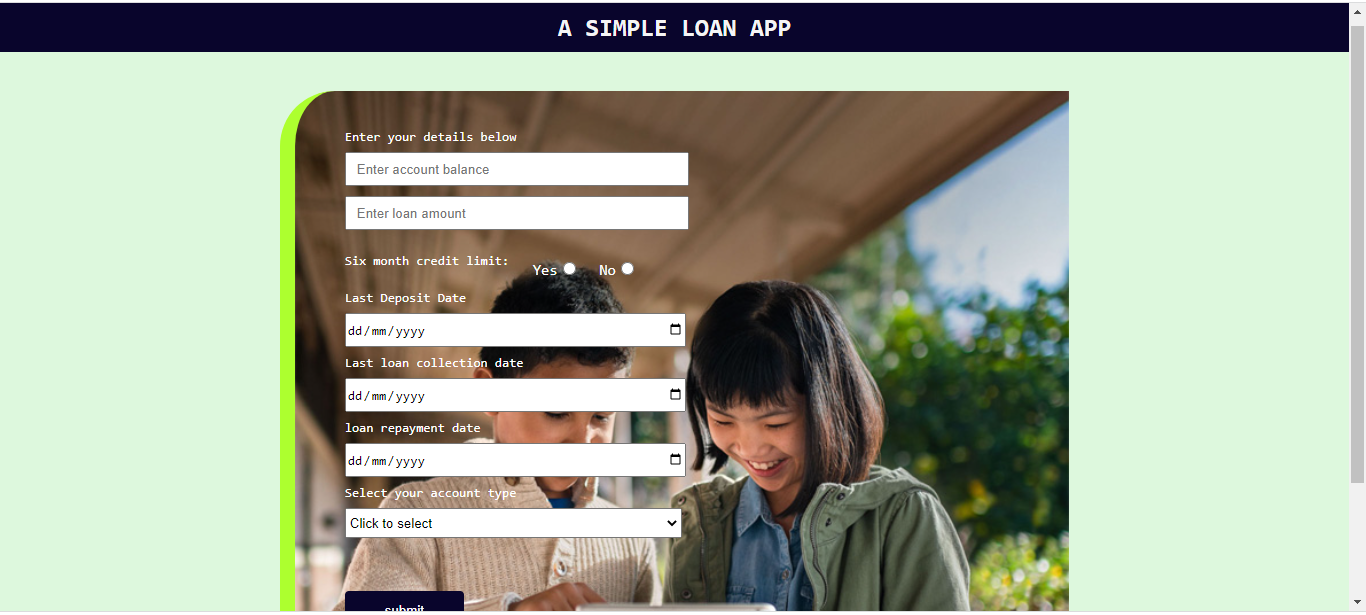 A SIMPLE LOAN APP
Enter your details below
Enter account balance
Enter loan amount
Six month credit limit: Yes No
Last Deposit Date
dd/mm/yyyy
Last loan collection date
dd/mm/yyyy
loan repayment date
dd/mm/yyyy
Select your account type
Click to select
submit